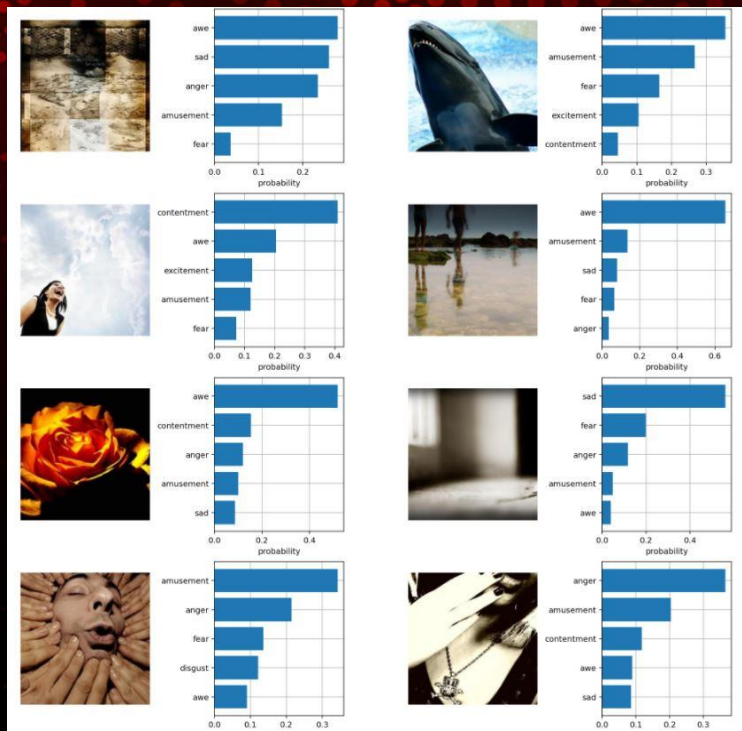 awe
sad
anger
amusement
fear
0.0 0.1 0.2
probability
awe
amusement
fear
excitement
contentment
0.0 0.1 0.2 0.3
probability
contentment
awe
excitement
amusement
fear
0.0 0.1 0.2 0.3 0.4
probability
awe
amusement
sad
fear
anger
0.0 0.2 0.4 0.6
probability
awe
contentment
anger
amusement
sad
0.0 0.2 0.4
probability
sad
fear
anger
amusement
awe
0.0 0.2 0.4
probability
amusement
anger
fear
disgust
awe
0.0 0.1 0.2 0.3
anger
amusement
contentment
awe
sad
0.0 0.1 0.2 0.3